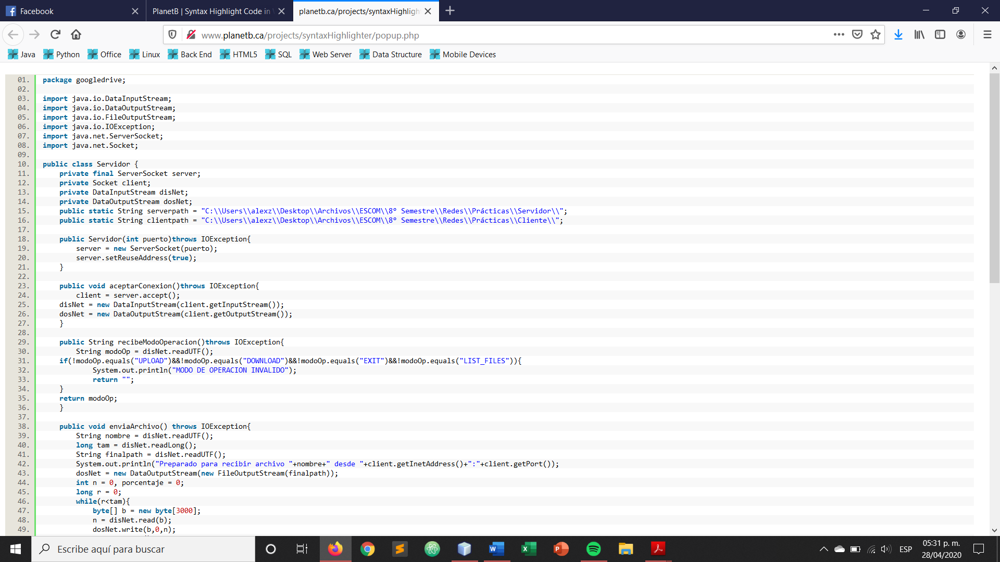 Facebook
PlanetB | Syntax Highlight Code in
planetb.ca/projects/syntaxHighligh
www.planetb.ca/projects/syntaxHighlighter/popup.php
Java Python Office Linux Back End HTML5 SQL Web Server Data Structure Mobile Devices
01. package googledrive;
02.
03. import java.io.DataInputStream;
04. import java.io.DataOutputStream;
05. import java.io.FileOutputStream;
06. import java.io.IOException;
07. import java.net.ServerSocket;
08. import java.net.Socket;
09.
10. public class Servidor {
11.     private final ServerSocket server;
12.     private Socket client;
13.     private DataInputStream disNet;
14.     private DataOutputStream dosNet;
15.     public static String serverpath = "C:\\Users\\alexz\\Desktop\\Archivos\\ESCOM\\8° Semestre\\Redes\\Prácticas\\Servidor\\";
16.     public static String clientpath = "C:\\Users\\alexz\\Desktop\\Archivos\\ESCOM\\8° Semestre\\Redes\\Prácticas\\Cliente\\";
17.
18.     public Servidor(int puerto)throws IOException{
19.         server = new ServerSocket(puerto);
20.         server.setReuseAddress(true);
21.     }
22.
23.     public void aceptarConexion()throws IOException{
24.         client = server.accept();
25.     disNet = new DataInputStream(client.getInputStream());
26.     dosNet = new DataOutputStream(client.getOutputStream());
27.     }
28.
29.     public String recibeModoOperacion()throws IOException{
30.         String modoOp = disNet.readUTF();
31.     if(!modoOp.equals("UPLOAD")&&!modoOp.equals("DOWNLOAD")&&!modoOp.equals("EXIT")&&!modoOp.equals("LIST_FILES")){
32.             System.out.println("MODO DE OPERACION INVALIDO");
33.             return "";
34.     }
35.     return modoOp;
36.     }
37.
38.     public void enviaArchivo() throws IOException{
39.         String nombre = disNet.readUTF();
40.         long tam = disNet.readLong();
41.         String finalpath = disNet.readUTF();
42.         System.out.println("Preparado para recibir archivo "+nombre+" desde "+client.getInetAddress()+":"+client.getPort());
43.         dosNet = new DataOutputStream(new FileOutputStream(finalpath));
44.         int n = 0, porcentaje = 0;
45.         long r = 0;
46.         while(r<tam){
47.             byte[] b = new byte[3000];
48.             n = disNet.read(b);
49.             dosNet.write(b,0,n);
Escribe aquí para buscar
ESP
05:31 p. m.
28/04/2020